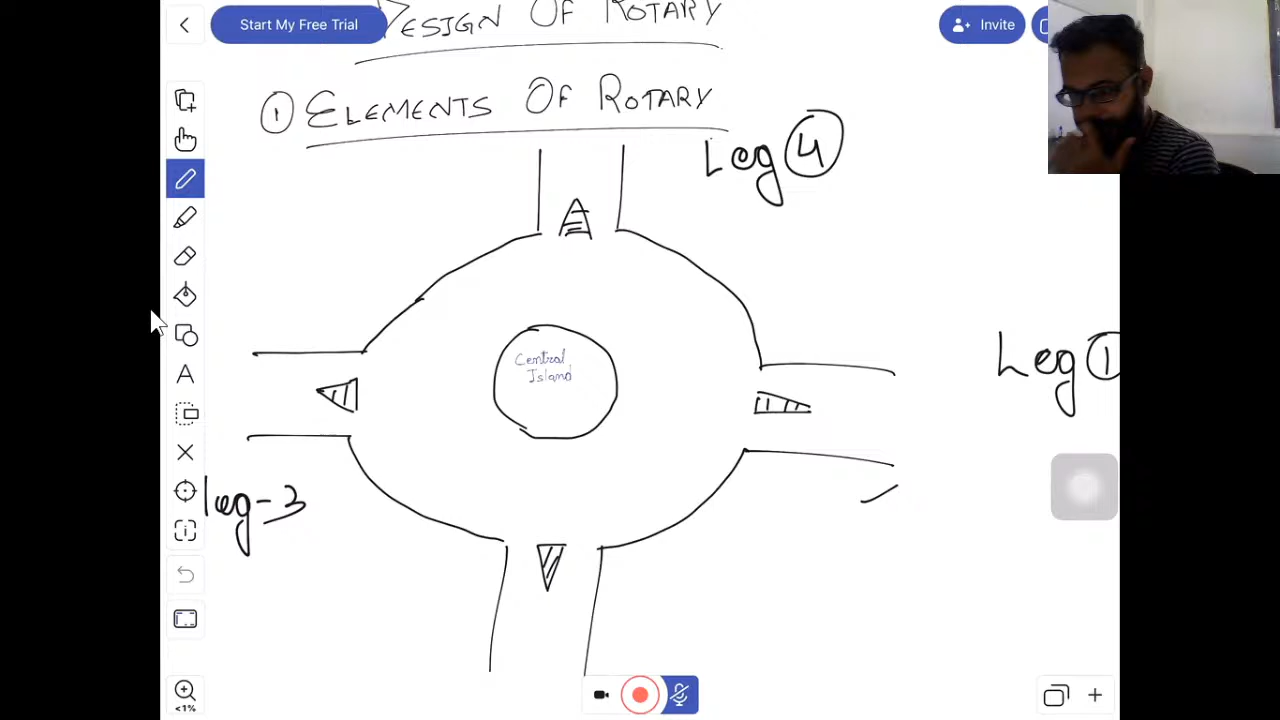 Start My Free Trial
DESIGN OF ROTARY
Invite
① ELEMENTS OF ROTARY
Leg ④
Central
Island
Leg ①
A
leg-3
<1%